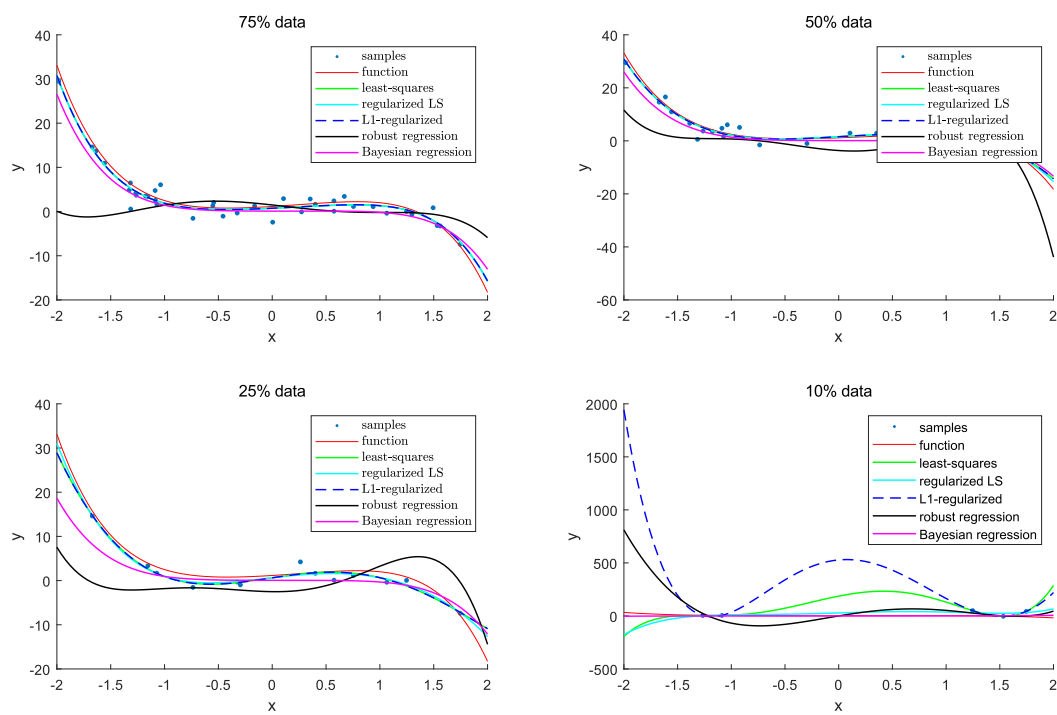 75% data
40
30
20
10
0
-10
-20
y
-2
-1.5
-1
-0.5
0
0.5
1
1.5
2
x
samples
function
least-squares
regularized LS
L1-regularized
robust regression
Bayesian regression
50% data
40
20
0
-20
-40
-60
y
-2
-1.5
-1
-0.5
0
0.5
1
1.5
2
x
samples
function
least-squares
regularized LS
L1-regularized
robust regression
Bayesian regression
25% data
40
30
20
10
0
-10
-20
y
-2
-1.5
-1
-0.5
0
0.5
1
1.5
2
x
samples
function
least-squares
regularized LS
L1-regularized
robust regression
Bayesian regression
10% data
2000
1500
1000
500
0
-500
y
-2
-1.5
-1
-0.5
0
0.5
1
1.5
2
x
samples
function
least-squares
regularized LS
L1-regularized
robust regression
Bayesian regression